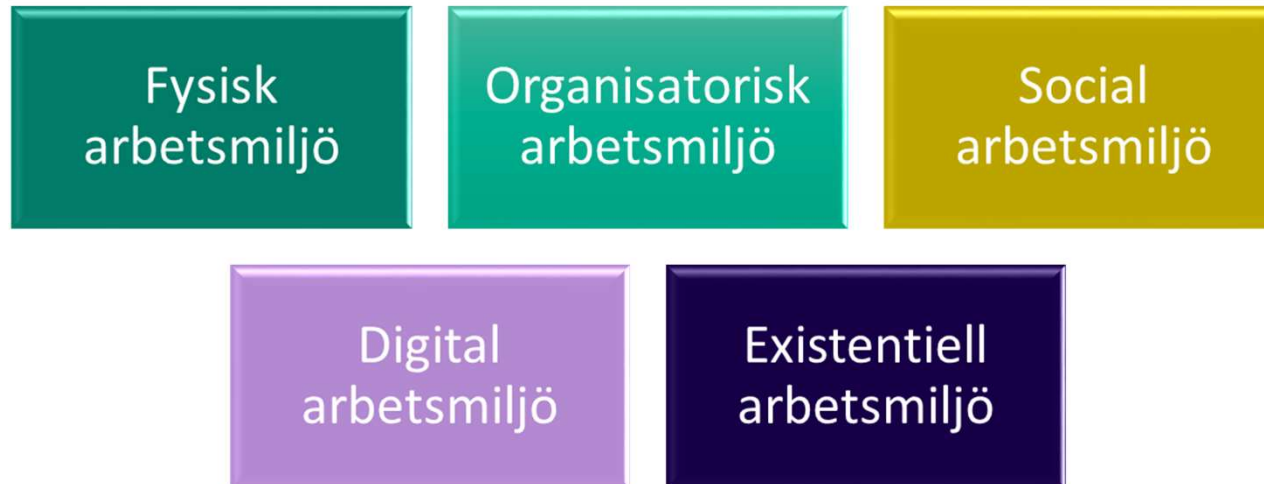 Fysisk
arbetsmiljö
Organisatorisk
arbetsmiljö
Social
arbetsmiljö
Digital
arbetsmiljö
Existentiell
arbetsmiljö